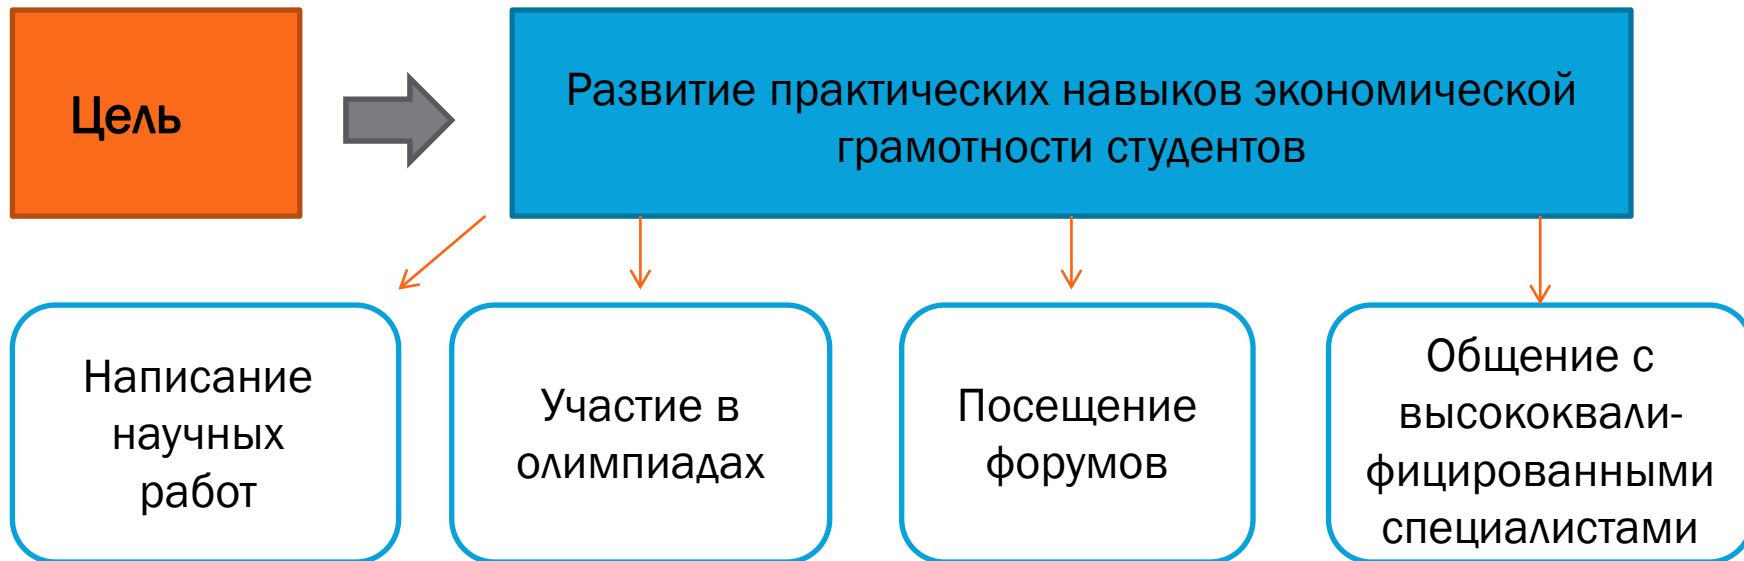 Цель
Развитие практических навыков экономической
грамотности студентов
Написание
научных
работ
Участие в
олимпиадах
Посещение
форумов
Общение с
высококвали-
фицированными
специалистами